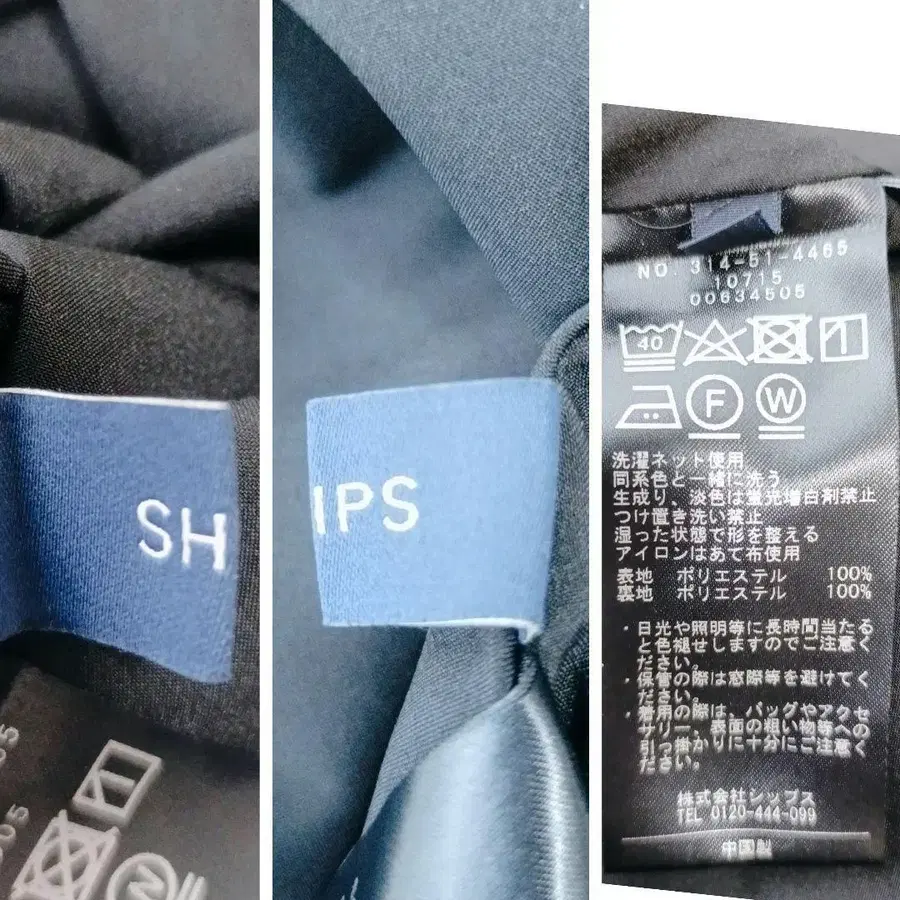 SH
IPS
NO. 314-51-4465
10715
00634505
40
F
W
洗濯ネット使用
同系色と一緒に洗う
生成り、淡色は蛍光増白剤禁止
つけ置き洗い禁止
湿った状態で形を整える
アイロンはあて布使用
表地 ポリエステル 100%
裏地 ポリエステル 100%
・日光や照明等に長時間当たる
と色褪せしますのでご注意く
ださい。
・保管の際は窓際等を避けてく
ださい。
・着用の際は、バッグやアクセ
サリー、表面の粗い物等への
引っ掛かりに十分にご注意く
ださい。
株式会社シップス
TEL 0120-444-099
中国製
05
505
W